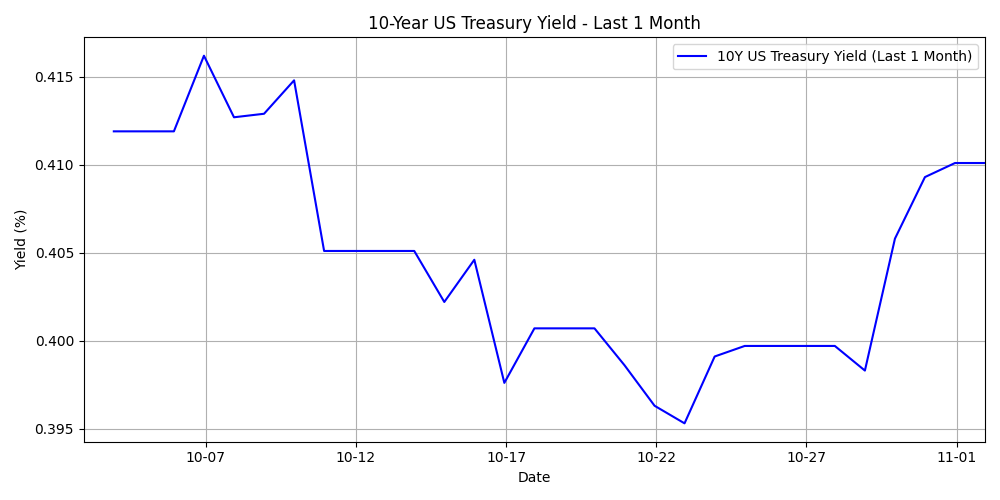 10-Year US Treasury Yield - Last 1 Month
10Y US Treasury Yield (Last 1 Month)
Yield (%)
0.415
0.410
0.405
0.400
0.395
10-07 10-12 10-17 10-22 10-27 11-01
Date